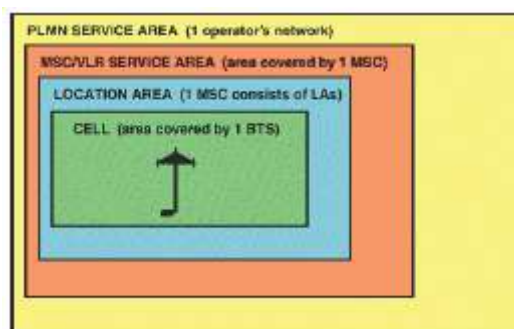 PLMN SERVICE AREA (1 operator's network)
MSC/VLR SERVICE AREA (area covered by 1 MSC)
LOCATION AREA (1 MSC consists of LAs)
CELL (area covered by 1 BTS)